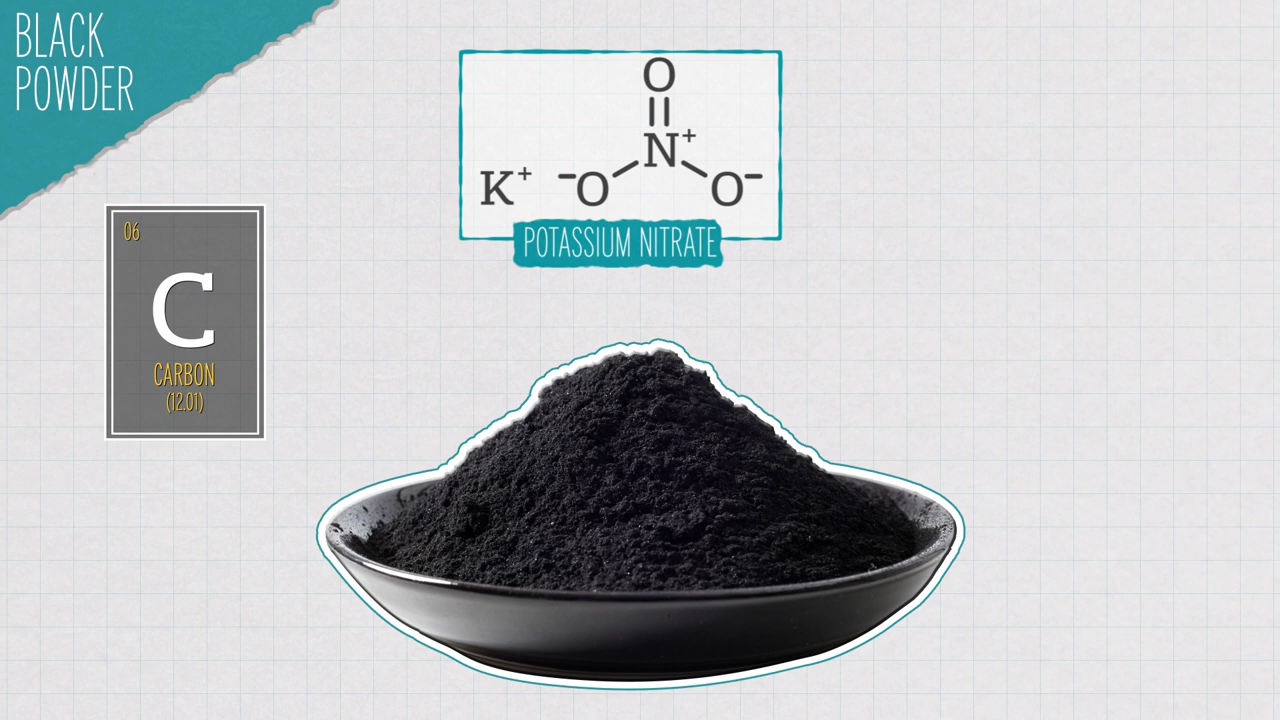 BLACK
POWDER
O
N+
K+ -O O-
POTASSIUM NITRATE
06
C
CARBON
(12.01)